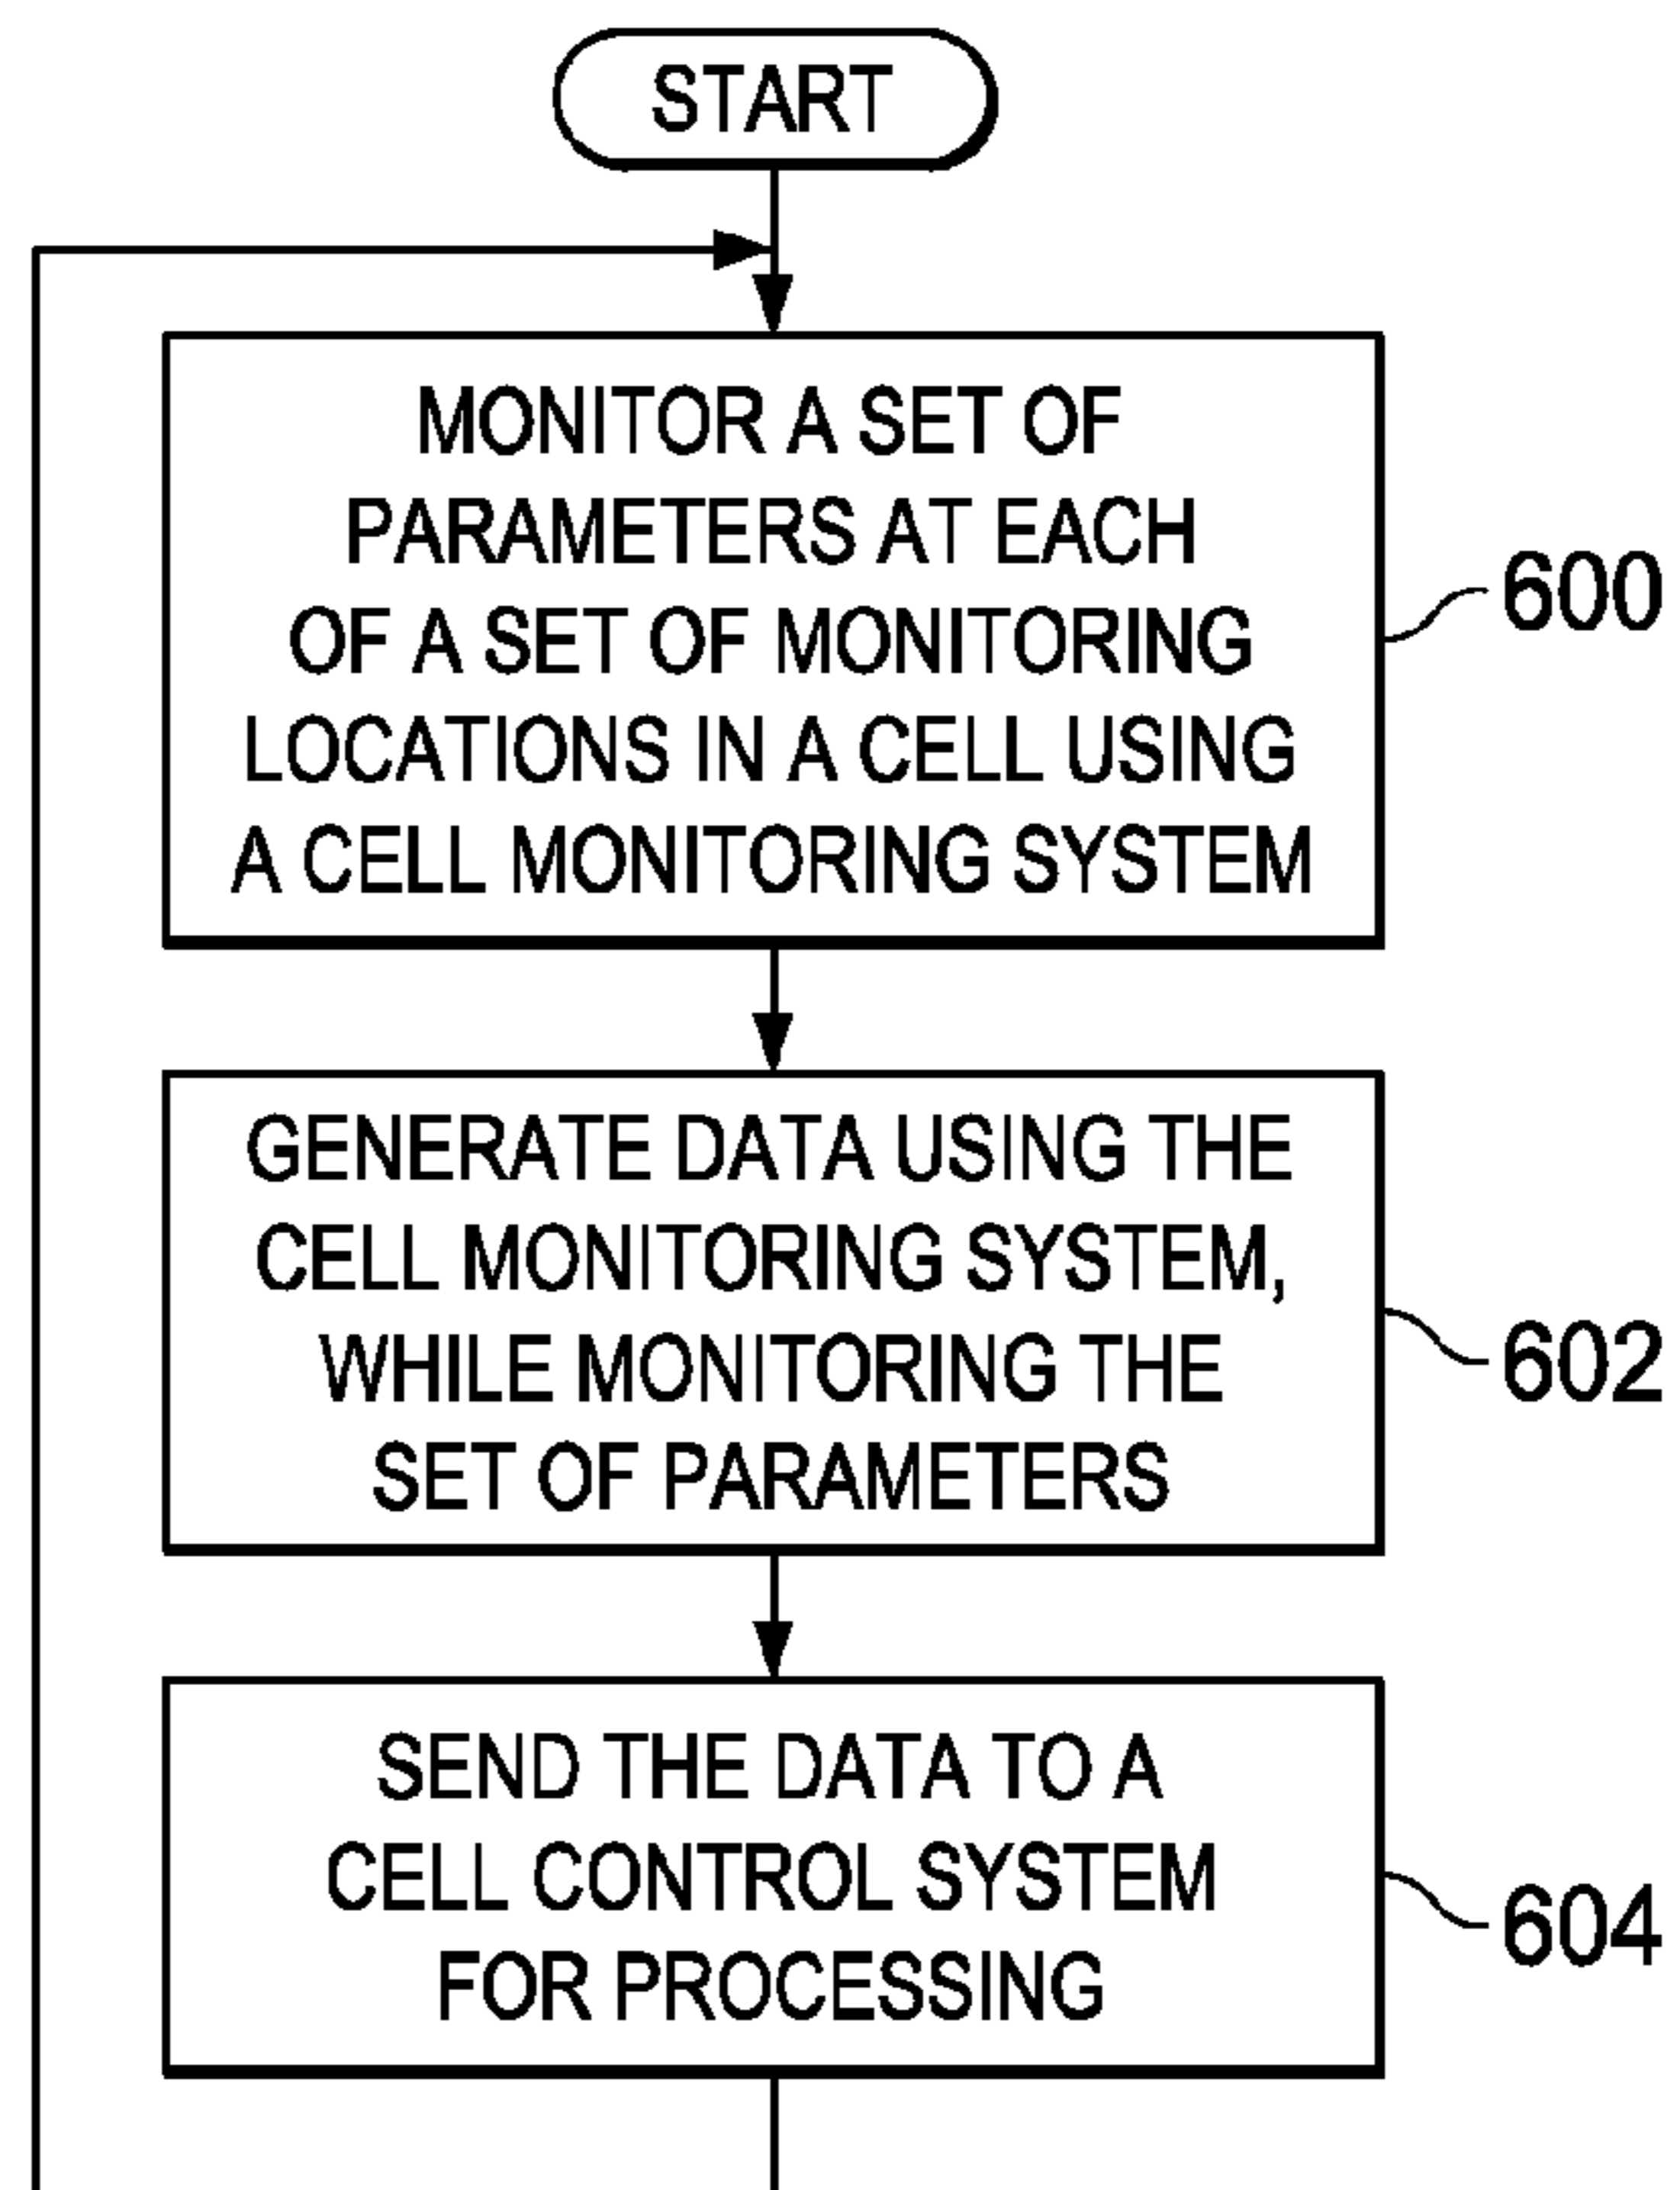 START
MONITOR A SET OF
PARAMETERS AT EACH
OF A SET OF MONITORING
LOCATIONS IN A CELL USING
A CELL MONITORING SYSTEM
600
GENERATE DATA USING THE
CELL MONITORING SYSTEM,
WHILE MONITORING THE
SET OF PARAMETERS
602
SEND THE DATA TO A
CELL CONTROL SYSTEM
FOR PROCESSING
604